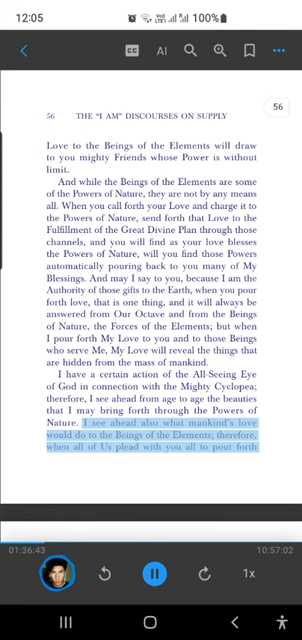 12:05
Vo)) LTE1
100%
CC AI
56
56 THE "I AM" DISCOURSES ON SUPPLY
Love to the Beings of the Elements will draw
to you mighty Friends whose Power is without
limit.
And while the Beings of the Elements are some
of the Powers of Nature, they are not by any means
all. When you call forth your Love and charge it to
the Powers of Nature, send forth that Love to the
Fulfillment of the Great Divine Plan through those
channels, and you will find as your love blesses
the Powers of Nature, will you find those Powers
automatically pouring back to you many of My
Blessings. And may I say to you, because I am the
Authority of those gifts to the Earth, when you pour
forth love, that is one thing, and it will always be
answered from Our Octave and from the Beings
of Nature, the Forces of the Elements; but when
I pour forth My Love to you and to those Beings
who serve Me, My Love will reveal the things that
are hidden from the mass of mankind.
I have a certain action of the All-Seeing Eye
of God in connection with the Mighty Cyclopea;
therefore, I see ahead from age to age the beauties
that I may bring forth through the Powers of
Nature. I see ahead also what mankind's love
would do to the Beings of the Elements; therefore,
when all of Us plead with you all to pour forth
01:36:43 10:57:02
1x